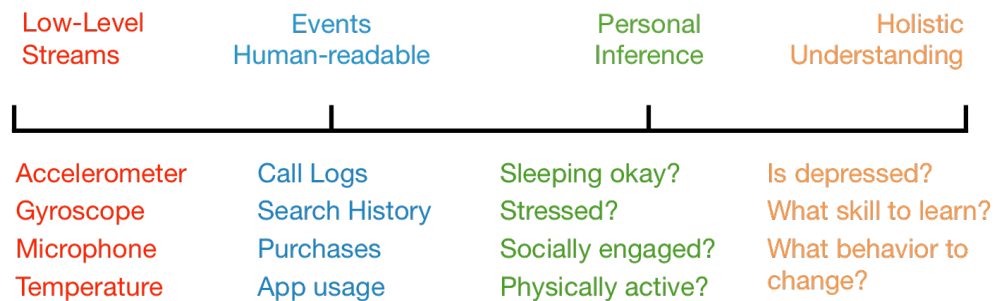 Low-Level
Streams
Events
Human-readable
Personal
Inference
Holistic
Understanding
Accelerometer
Gyroscope
Microphone
Temperature
Call Logs
Search History
Purchases
App usage
Sleeping okay?
Stressed?
Socially engaged?
Physically active?
Is depressed?
What skill to learn?
What behavior to
change?